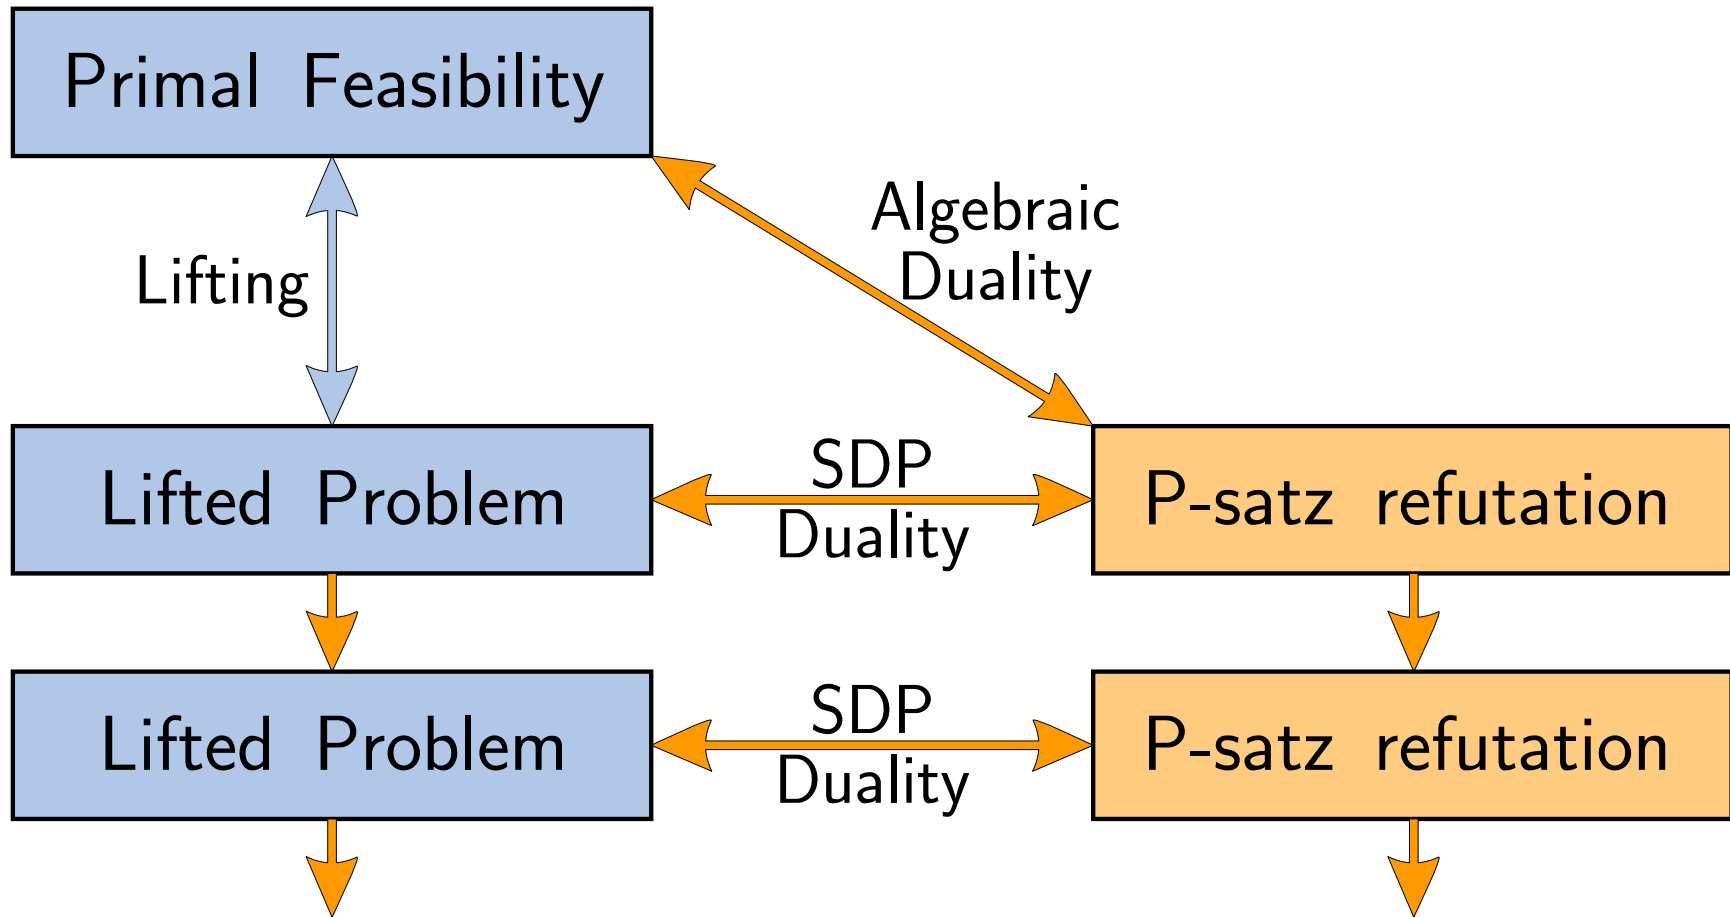 Primal Feasibility
Algebraic
Duality
Lifting
Lifted Problem
SDP
Duality
P-satz refutation
Lifted Problem
SDP
Duality
P-satz refutation